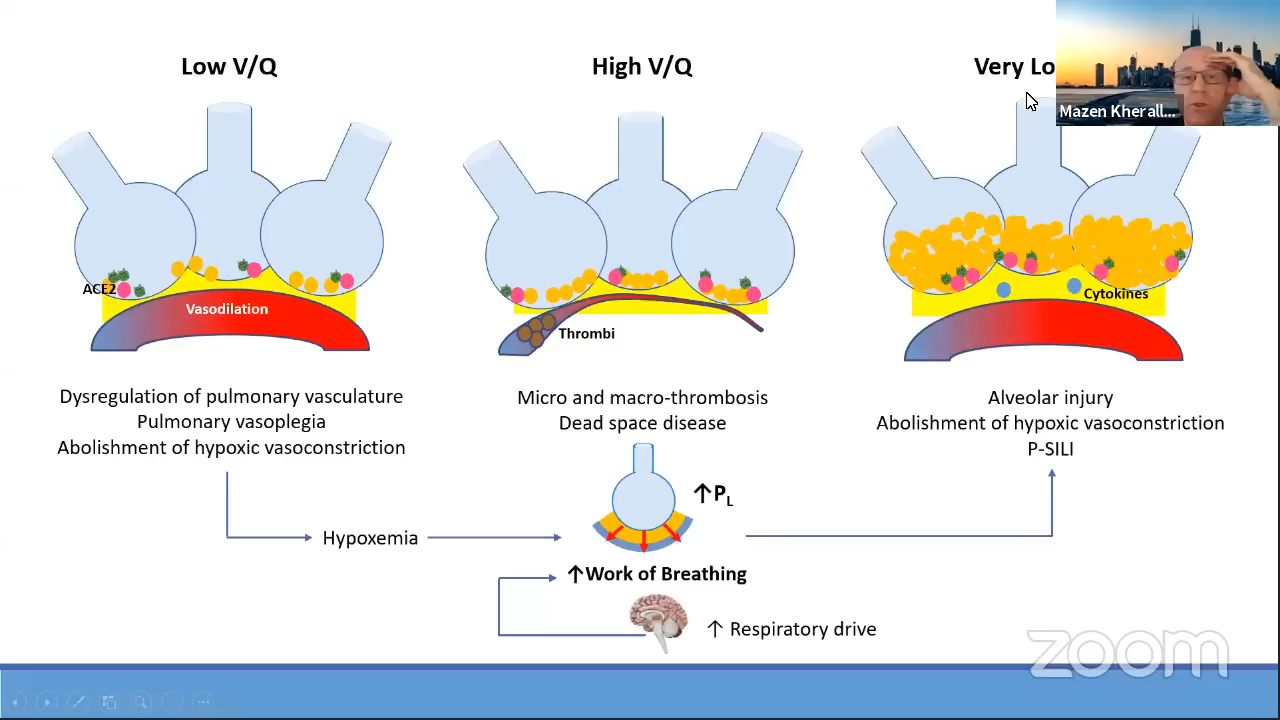 Low V/Q
High V/Q
Very Lo
Mazen Kherall...
ACE2
Vasodilation
Thrombi
Cytokines
Dysregulation of pulmonary vasculature
Pulmonary vasoplegia
Abolishment of hypoxic vasoconstriction
Micro and macro-thrombosis
Dead space disease
Alveolar injury
Abolishment of hypoxic vasoconstriction
P-SILI
↑PL
Hypoxemia
↑Work of Breathing
↑ Respiratory drive
zoom